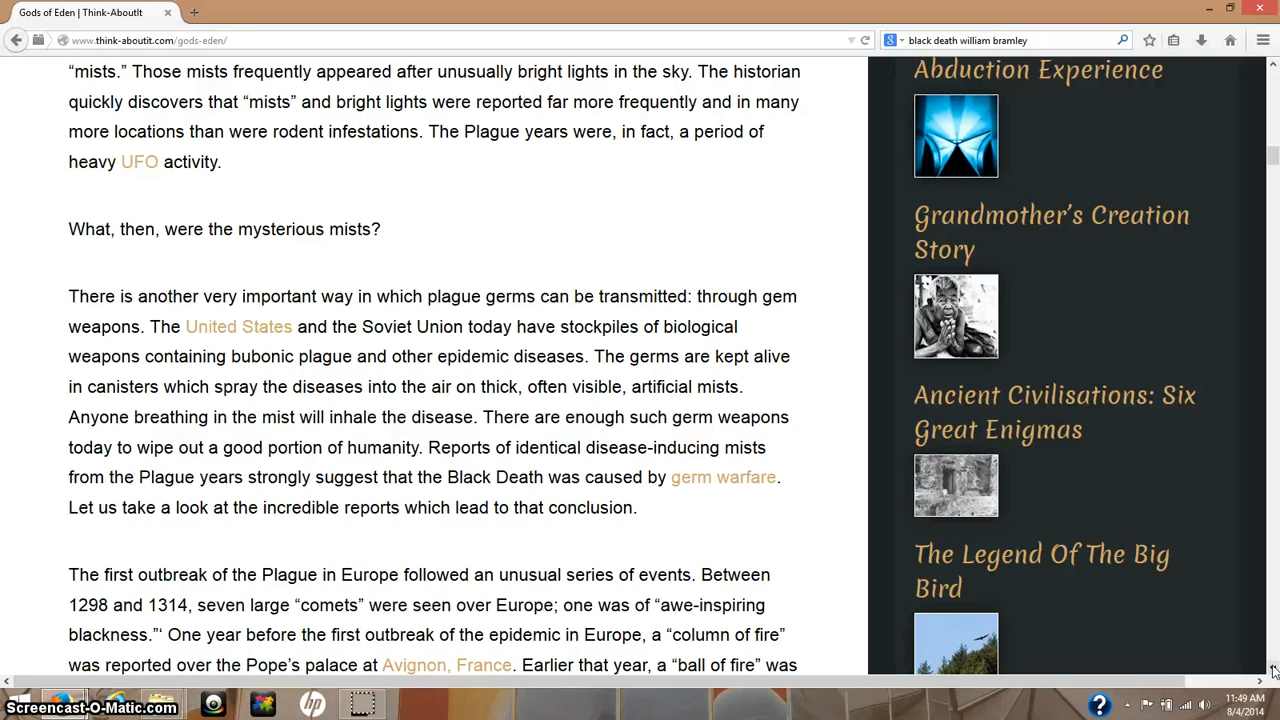 Gods of Eden | Think-AboutIt
www.think-aboutit.com/gods-eden/
black death william bramley
“mists.” Those mists frequently appeared after unusually bright lights in the sky. The historian
quickly discovers that “mists” and bright lights were reported far more frequently and in many
more locations than were rodent infestations. The Plague years were, in fact, a period of
heavy UFO activity.
What, then, were the mysterious mists?
There is another very important way in which plague germs can be transmitted: through gem
weapons. The United States and the Soviet Union today have stockpiles of biological
weapons containing bubonic plague and other epidemic diseases. The germs are kept alive
in canisters which spray the diseases into the air on thick, often visible, artificial mists.
Anyone breathing in the mist will inhale the disease. There are enough such germ weapons
today to wipe out a good portion of humanity. Reports of identical disease-inducing mists
from the Plague years strongly suggest that the Black Death was caused by germ warfare.
Let us take a look at the incredible reports which lead to that conclusion.
The first outbreak of the Plague in Europe followed an unusual series of events. Between
1298 and 1314, seven large “comets” were seen over Europe; one was of “awe-inspiring
blackness.”‘ One year before the first outbreak of the epidemic in Europe, a “column of fire”
was reported over the Pope’s palace at Avignon, France. Earlier that year, a “ball of fire” was
Abduction Experience
Grandmother’s Creation
Story
Ancient Civilisations: Six
Great Enigmas
The Legend Of The Big
Bird
Screencast-O-Matic.com
hp
11:49 AM
8/4/2014